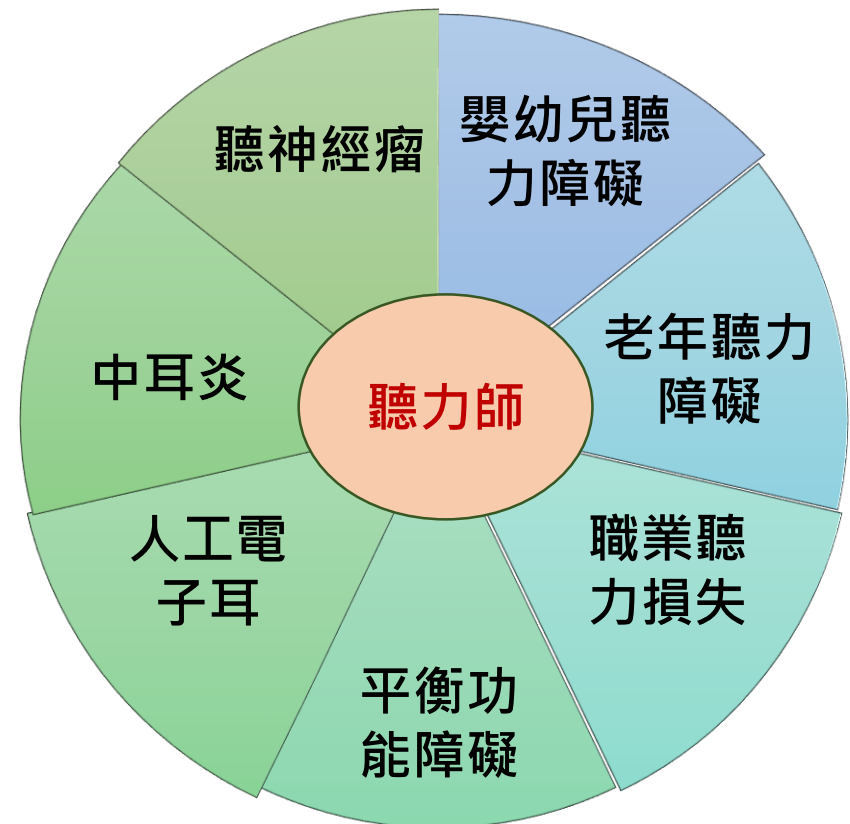 聽神經瘤
嬰幼兒聽
力障礙
老年聽力
障礙
中耳炎
聽力師
人工電
子耳
職業聽
力損失
平衡功
能障礙